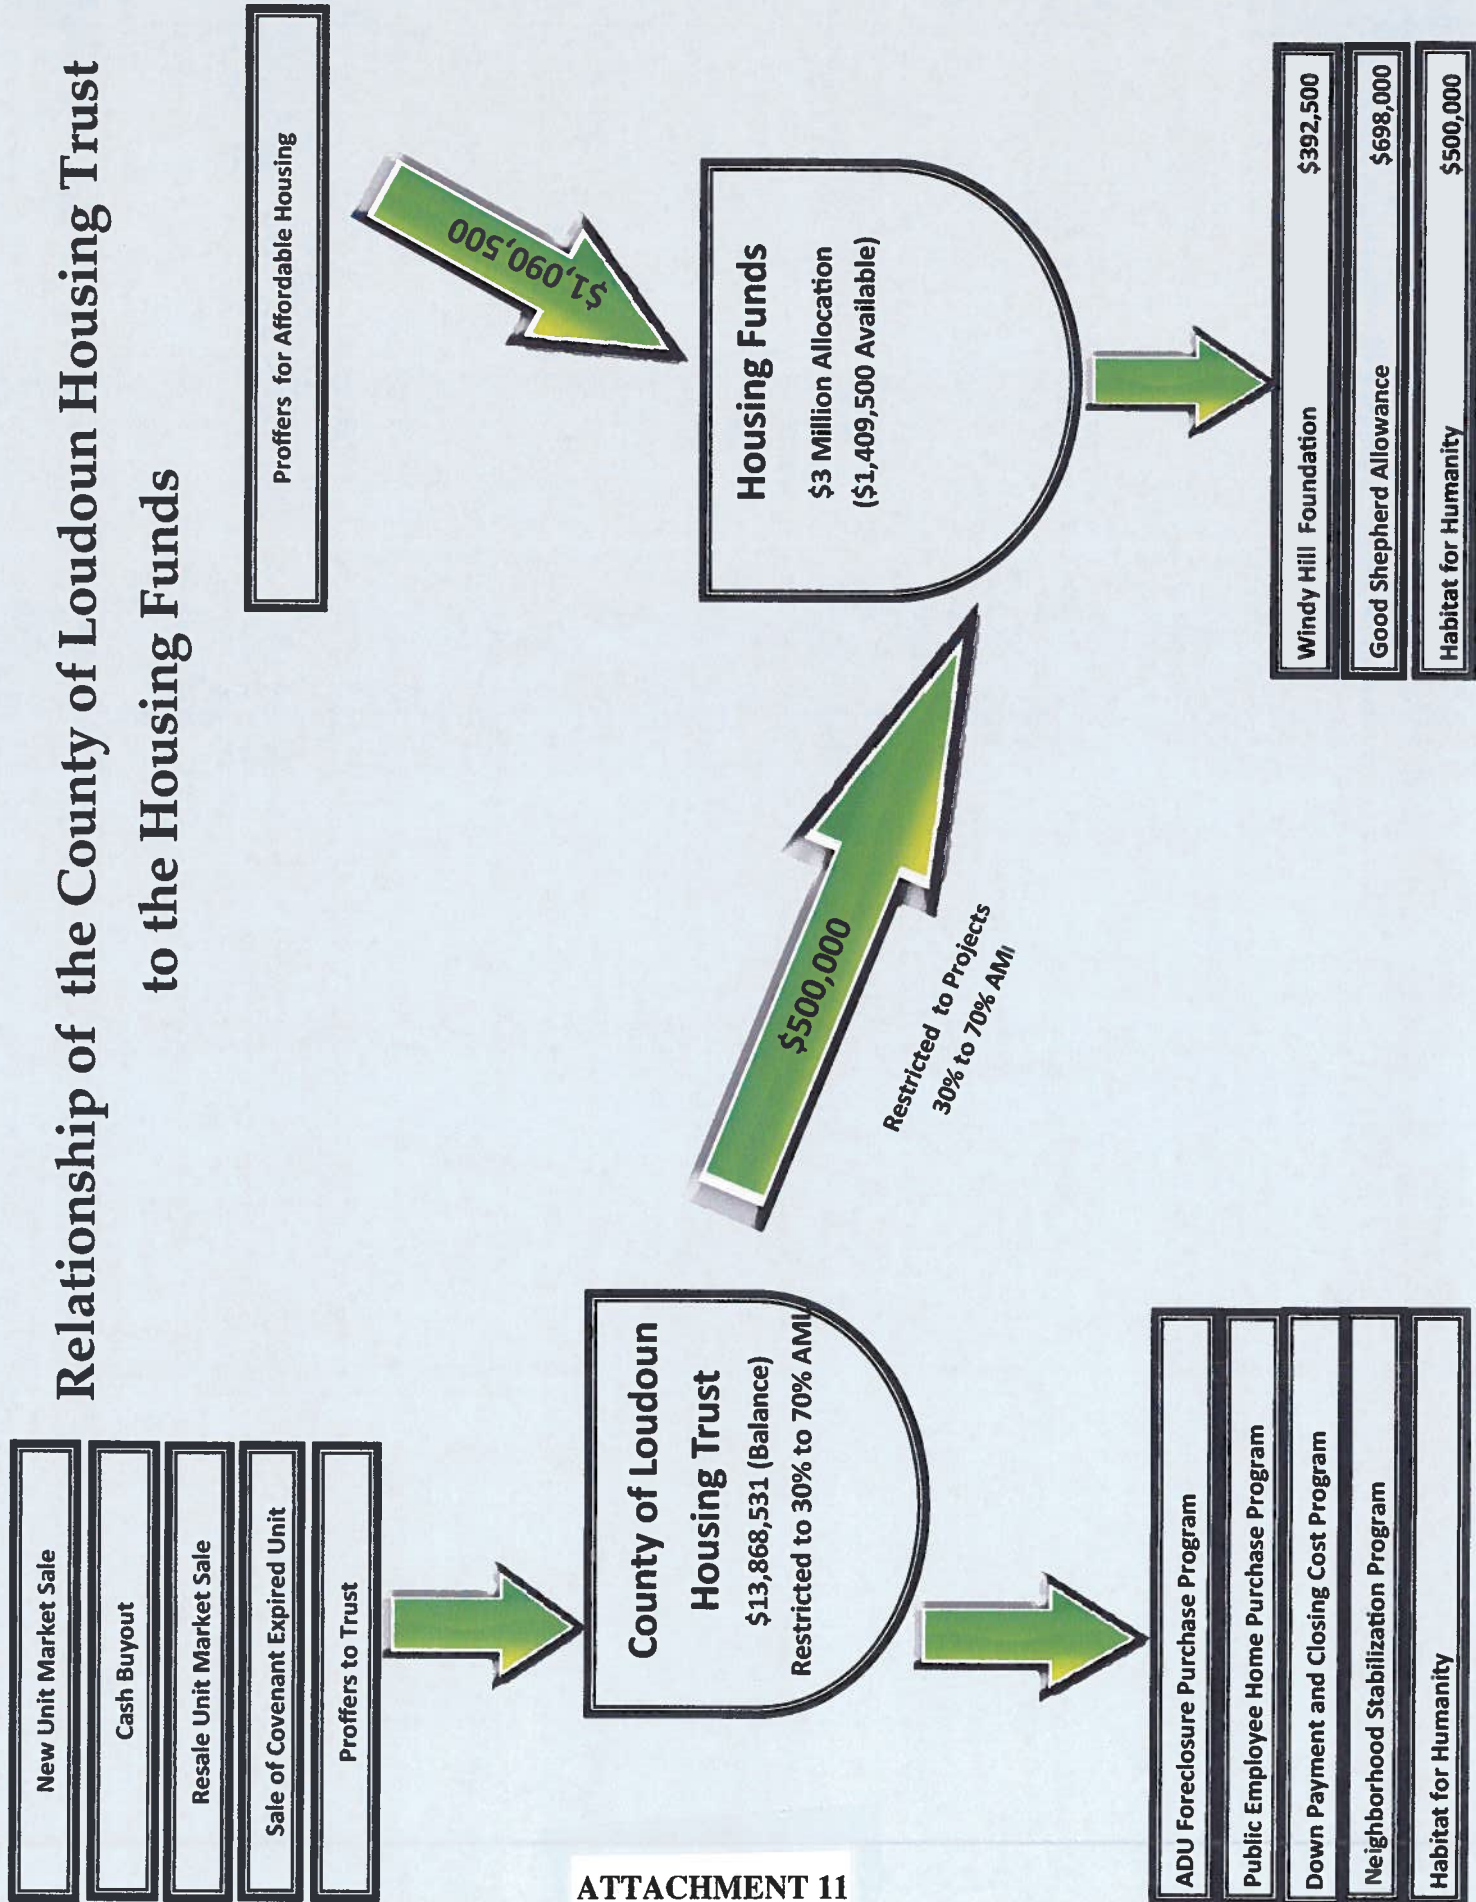 Relationship of the County of Loudoun Housing Trust
to the Housing Funds
New Unit Market Sale
Cash Buyout
Resale Unit Market Sale
Sale of Covenant Expired Unit
Proffers to Trust
County of Loudoun
Housing Trust
$13,868,531 (Balance)
Restricted to 30% to 70% AMI
ADU Foreclosure Purchase Program
Public Employee Home Purchase Program
Down Payment and Closing Cost Program
Neighborhood Stabilization Program
Habitat for Humanity
$500,000
Restricted to Projects
30% to 70% AMI
Proffers for Affordable Housing
$1,090,500
Housing Funds
$3 Million Allocation
($1,409,500 Available)
Windy Hill Foundation $392,500
Good Shepherd Allowance $698,000
Habitat for Humanity $500,000
ATTACHMENT 11